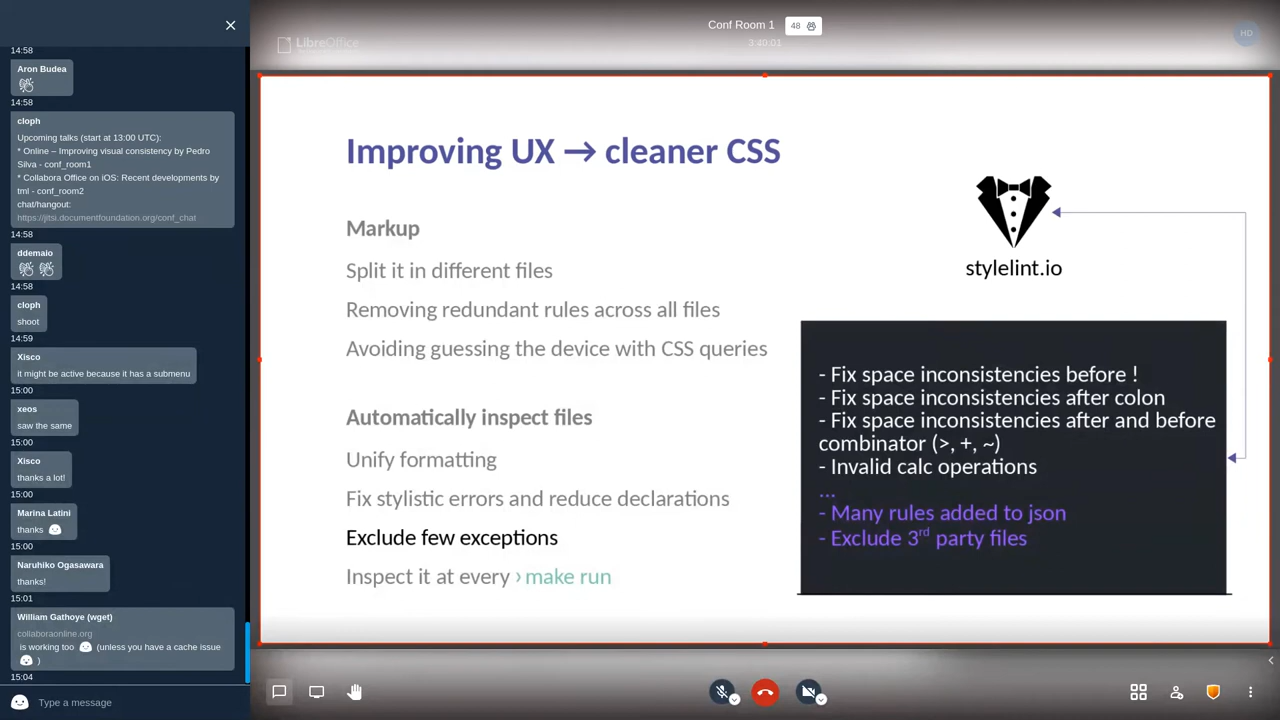 14:58
Aron Budea
14:58
cloph
Upcoming talks (start at 13:00 UTC):
* Online – Improving visual consistency by Pedro
Silva - conf_room1
* Collabora Office on iOS: Recent developments by
tml - conf_room2
chat/hangout:
https://jitsi.documentfoundation.org/conf_chat
14:58
ddemaio
14:58
cloph
shoot
14:59
Xisco
it might be active because it has a submenu
15:00
xeos
saw the same
15:00
Xisco
thanks a lot!
15:00
Marina Latini
thanks
15:00
Naruhiko Ogasawara
thanks!
15:01
William Gathoye (wget)
collaboraonline.org
is working too (unless you have a cache issue
)
15:04
Type a message
LibreOffice
Conf Room 1
48
3:40:01
HD
Improving UX → cleaner CSS
Markup
Split it in different files
Removing redundant rules across all files
Avoiding guessing the device with CSS queries
Automatically inspect files
Unify formatting
Fix stylistic errors and reduce declarations
Exclude few exceptions
Inspect it at every › make run
stylelint.io
- Fix space inconsistencies before !
- Fix space inconsistencies after colon
- Fix space inconsistencies after and before
combinator (>, +, ~)
- Invalid calc operations
...
- Many rules added to json
- Exclude 3rd party files